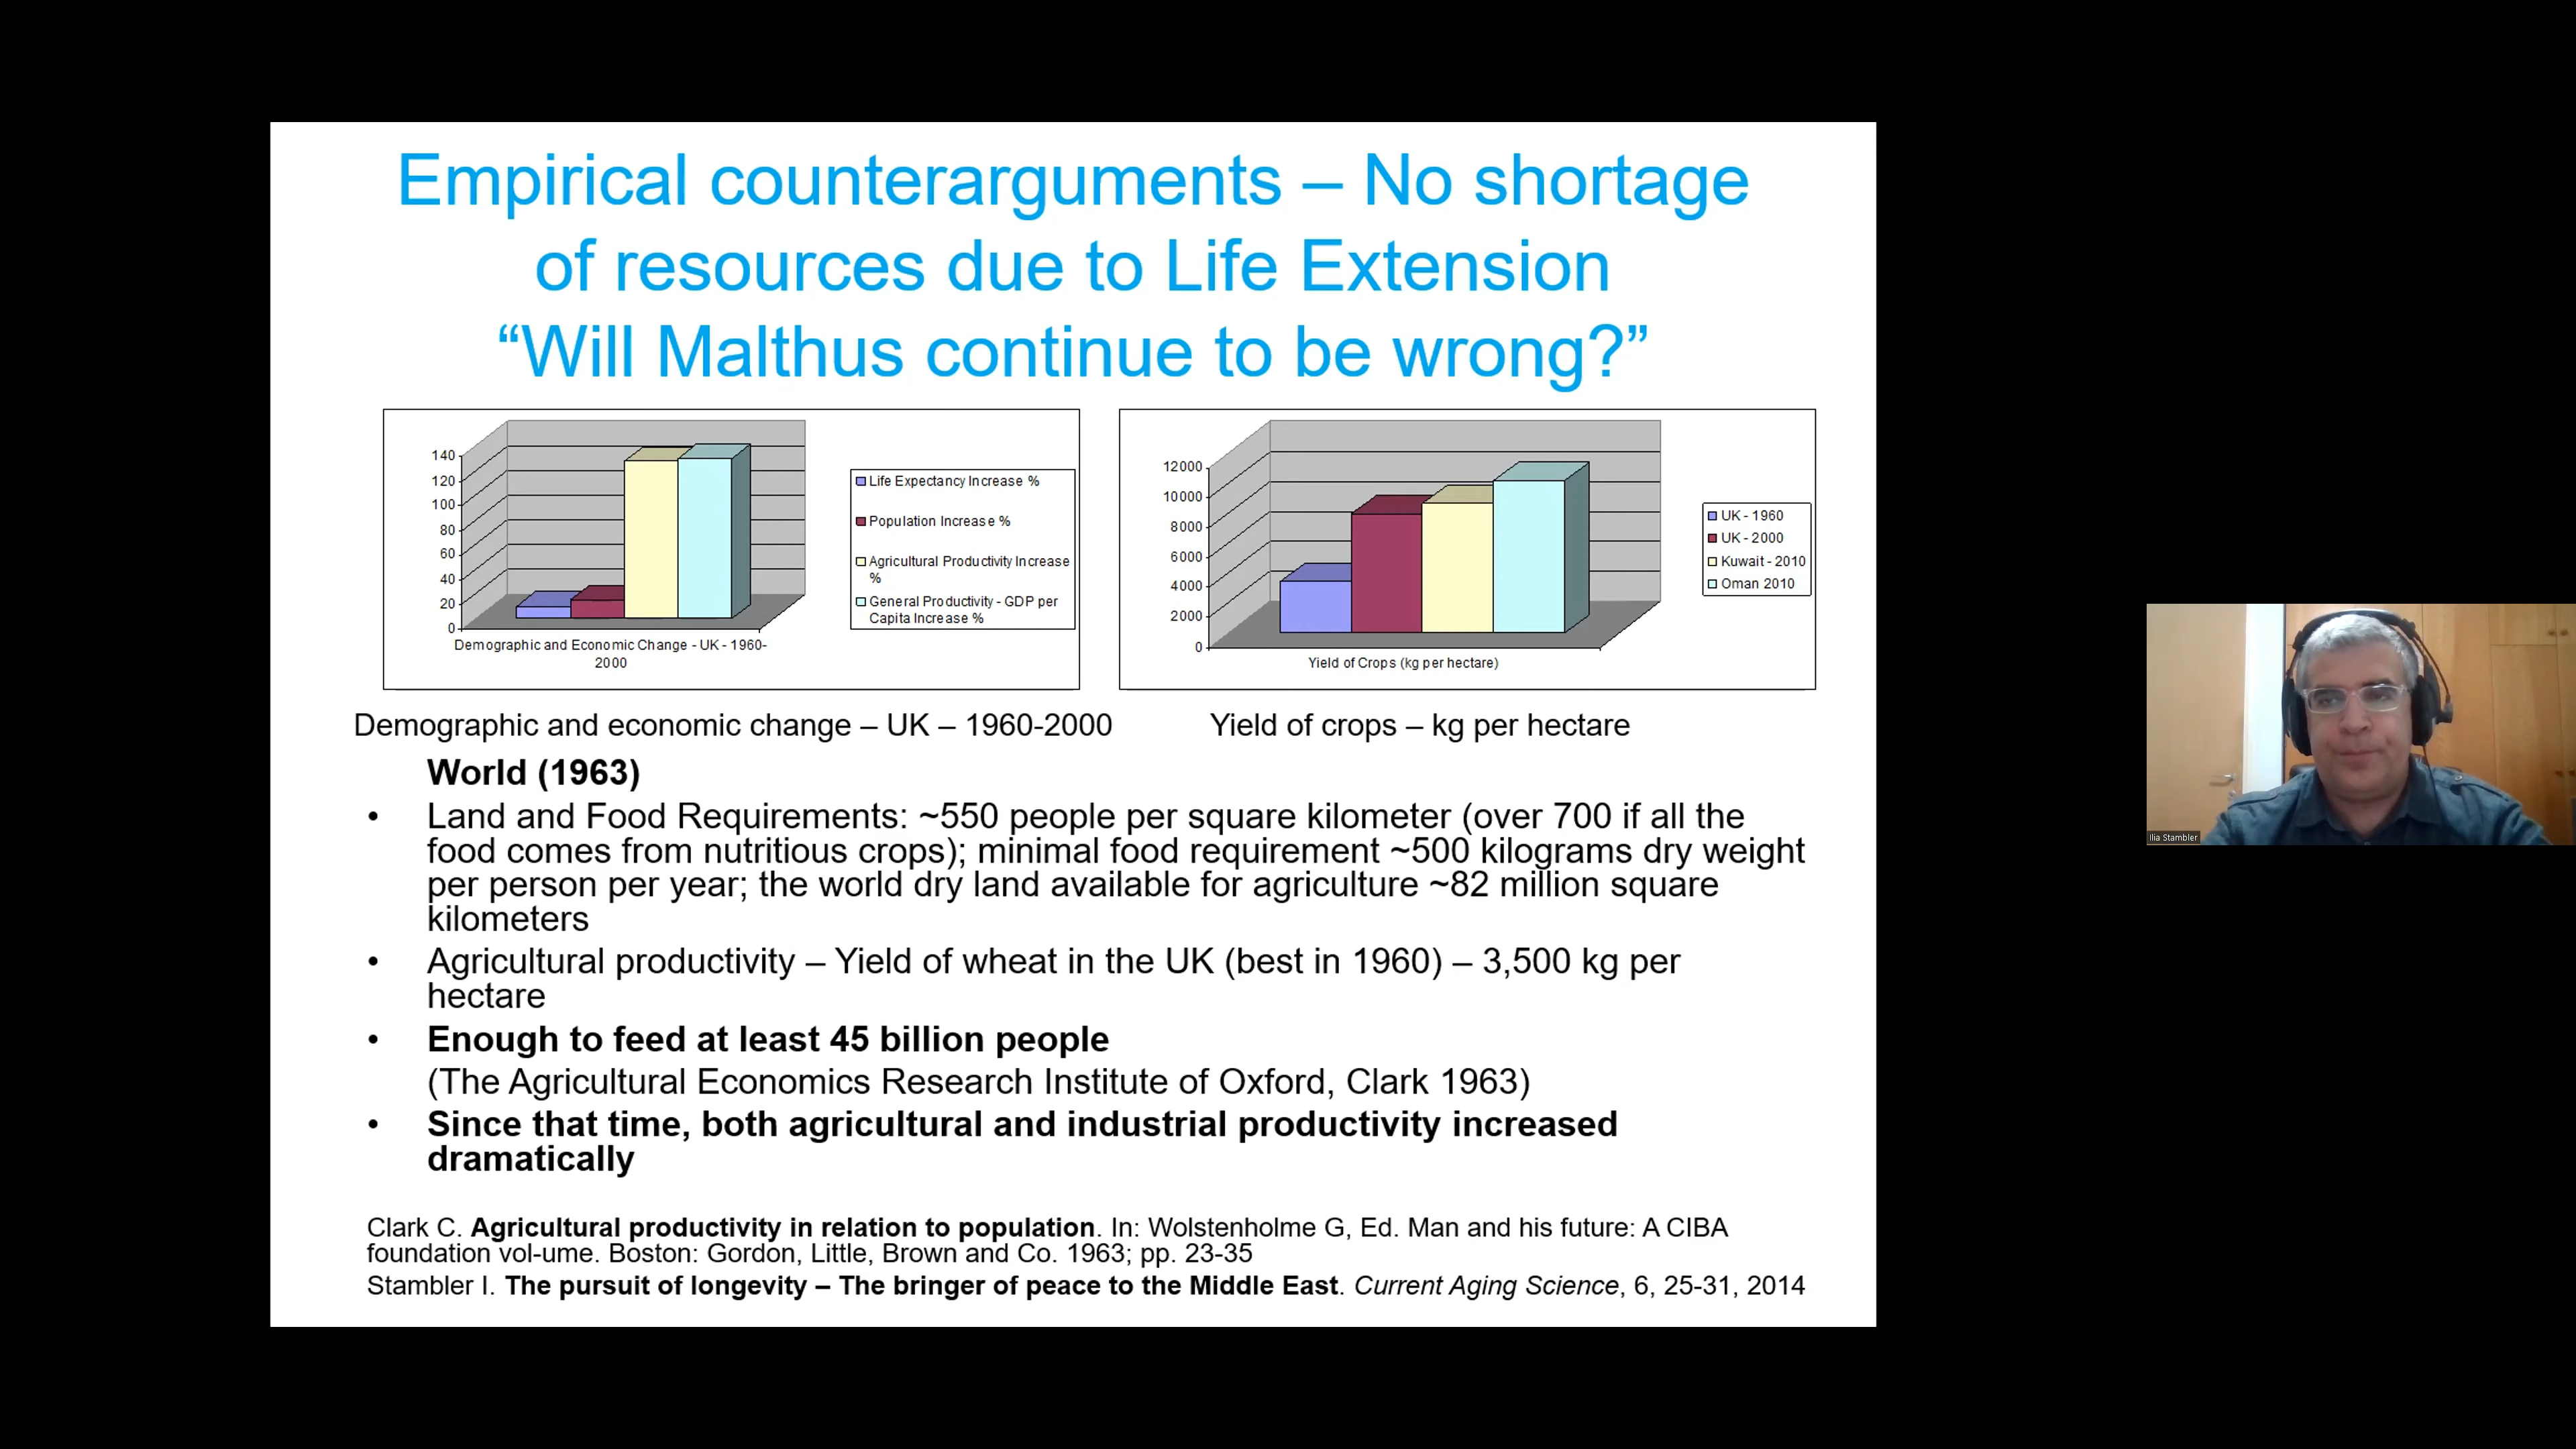 Empirical counterarguments – No shortage
of resources due to Life Extension
“Will Malthus continue to be wrong?”
140
120
100
80
60
40
20
0
Demographic and Economic Change - UK - 1960-
2000
Life Expectancy Increase %
Population Increase %
Agricultural Productivity Increase
%
General Productivity - GDP per
Capita Increase %
12000
10000
8000
6000
4000
2000
0
Yield of Crops (kg per hectare)
UK - 1960
UK - 2000
Kuwait - 2010
Oman 2010
Demographic and economic change – UK – 1960-2000
Yield of crops – kg per hectare
World (1963)
• Land and Food Requirements: ~550 people per square kilometer (over 700 if all the
food comes from nutritious crops); minimal food requirement ~500 kilograms dry weight
per person per year; the world dry land available for agriculture ~82 million square
kilometers
• Agricultural productivity – Yield of wheat in the UK (best in 1960) – 3,500 kg per
hectare
• Enough to feed at least 45 billion people
(The Agricultural Economics Research Institute of Oxford, Clark 1963)
• Since that time, both agricultural and industrial productivity increased
dramatically
Clark C. Agricultural productivity in relation to population. In: Wolstenholme G, Ed. Man and his future: A CIBA
foundation vol-ume. Boston: Gordon, Little, Brown and Co. 1963; pp. 23-35
Stambler I. The pursuit of longevity – The bringer of peace to the Middle East. Current Aging Science, 6, 25-31, 2014
Ilia Stambler